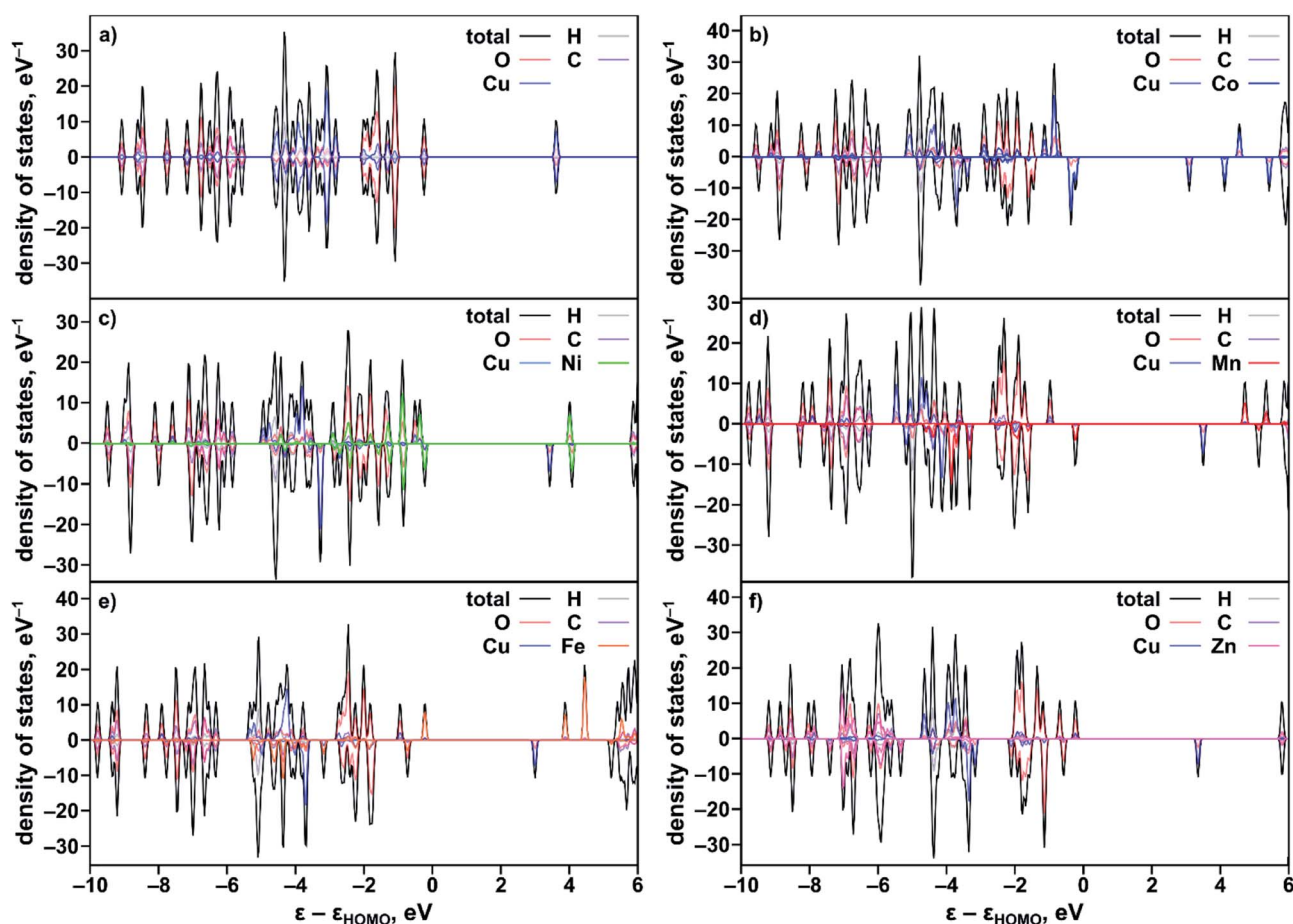 a)
total H
O C
Cu
30
20
10
0
−10
−20
−30
density of states, eV−1
b)
total H
O C
Cu Co
40
30
20
10
0
−10
−20
−30
density of states, eV−1
c)
total H
O C
Cu Ni
30
20
10
0
−10
−20
−30
density of states, eV−1
d)
total H
O C
Cu Mn
30
20
10
0
−10
−20
−30
density of states, eV−1
e)
total H
O C
Cu Fe
40
30
20
10
0
−10
−20
−30
density of states, eV−1
−10 −8 −6 −4 −2 0 2 4 6
ε − εHOMO, eV
f)
total H
O C
Cu Zn
40
30
20
10
0
−10
−20
−30
density of states, eV−1
−10 −8 −6 −4 −2 0 2 4 6
ε − εHOMO, eV